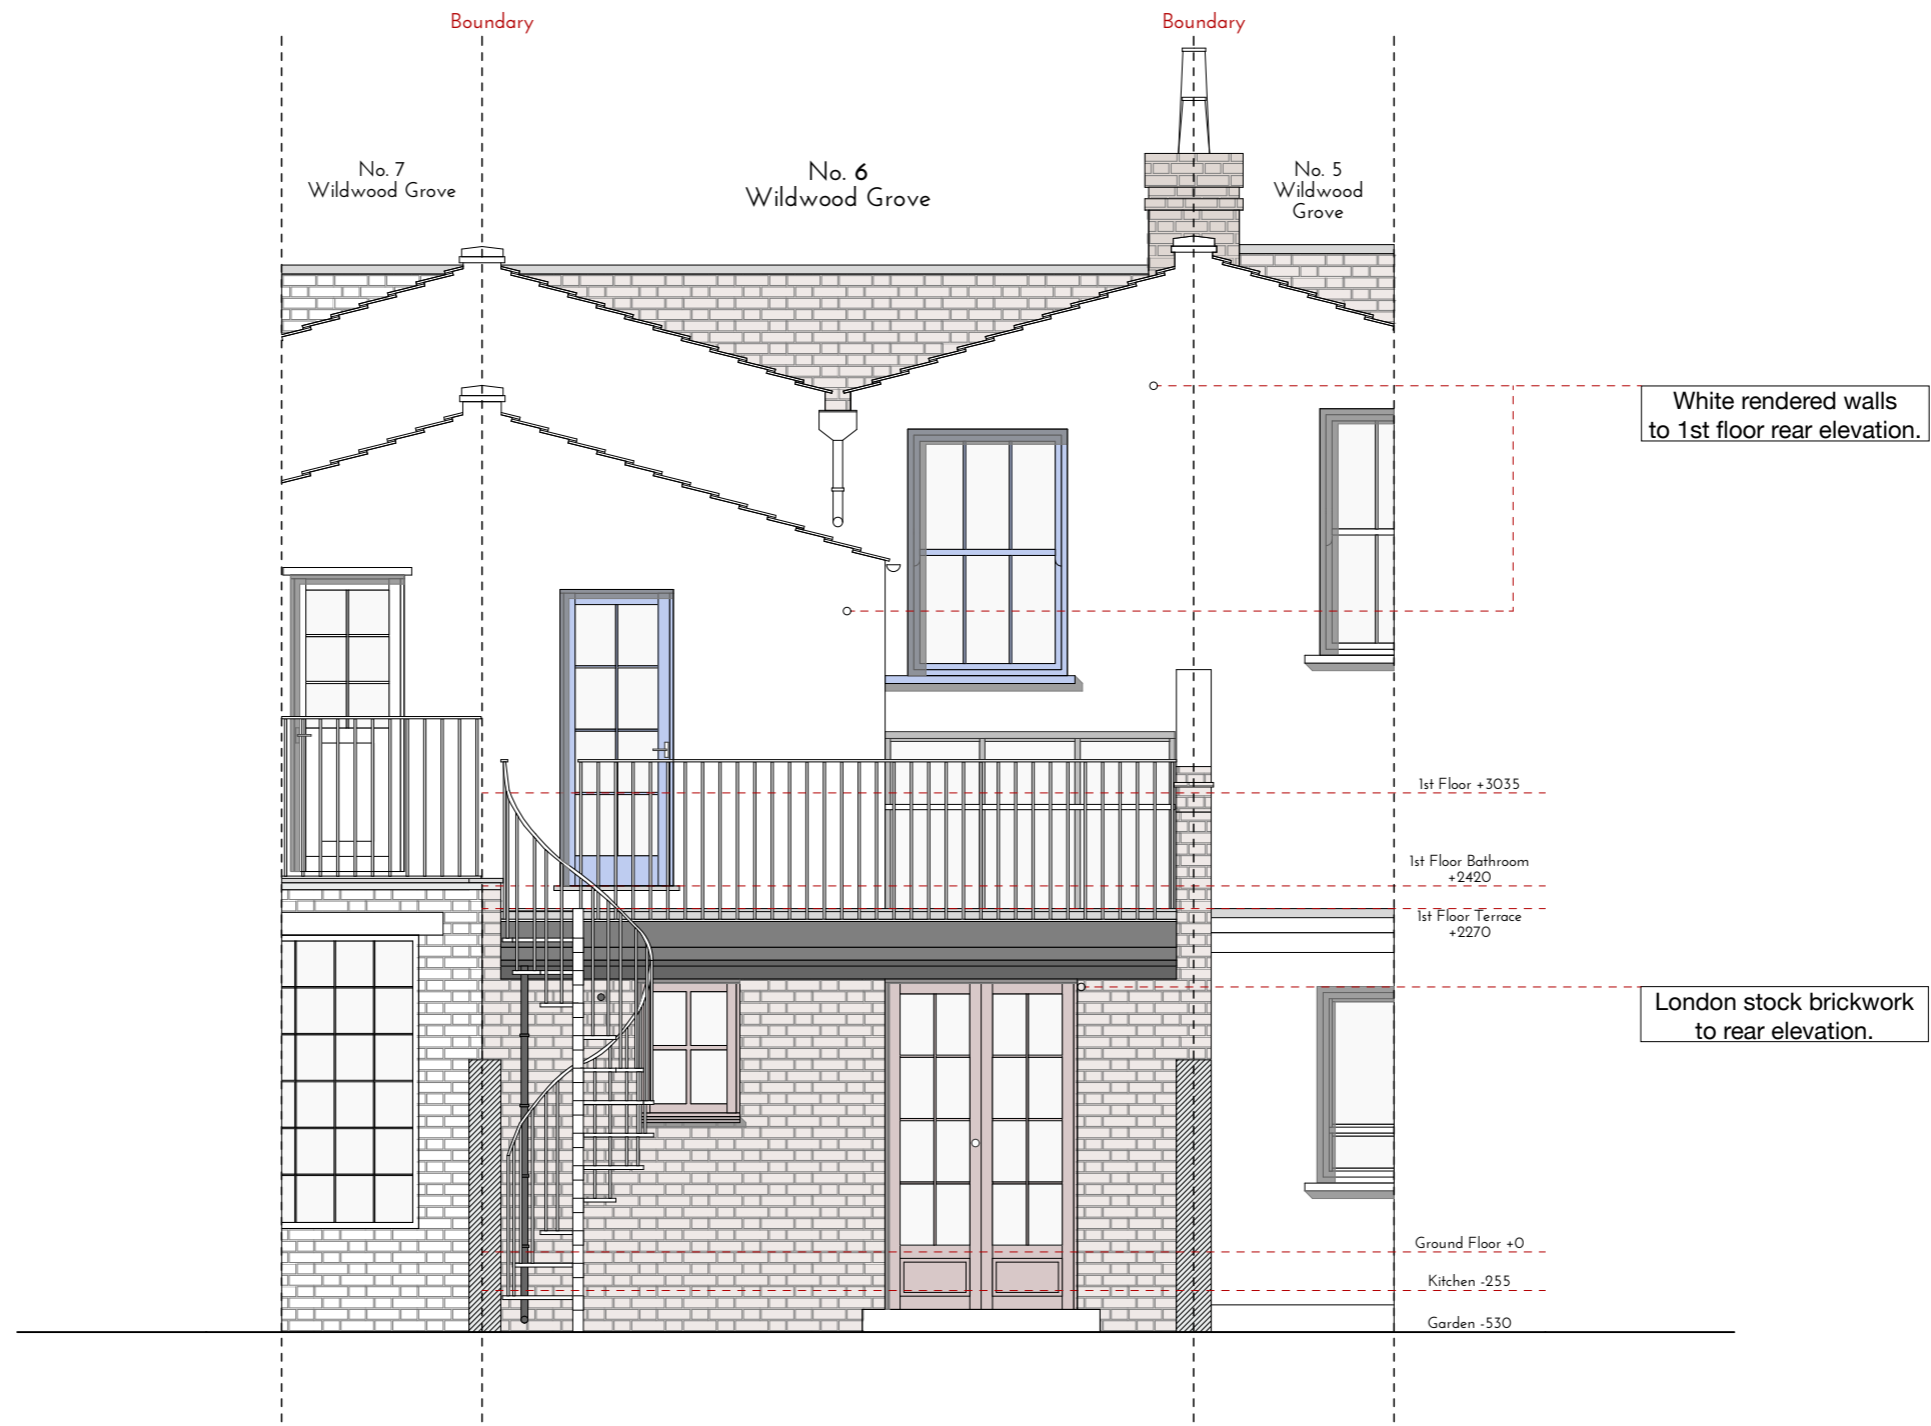 Boundary
Boundary
No. 7
Wildwood Grove
No. 6
Wildwood Grove
No. 5
Wildwood
Grove
White rendered walls
to 1st floor rear elevation.
1st Floor +3035
1st Floor Bathroom
+2420
1st Floor Terrace
+2270
London stock brickwork
to rear elevation.
Ground Floor +0
Kitchen -255
Garden -530